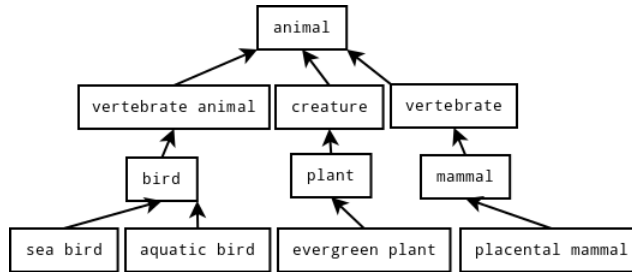 animal
vertebrate animal
creature
vertebrate
bird
plant
mammal
sea bird
aquatic bird
evergreen plant
placental mammal